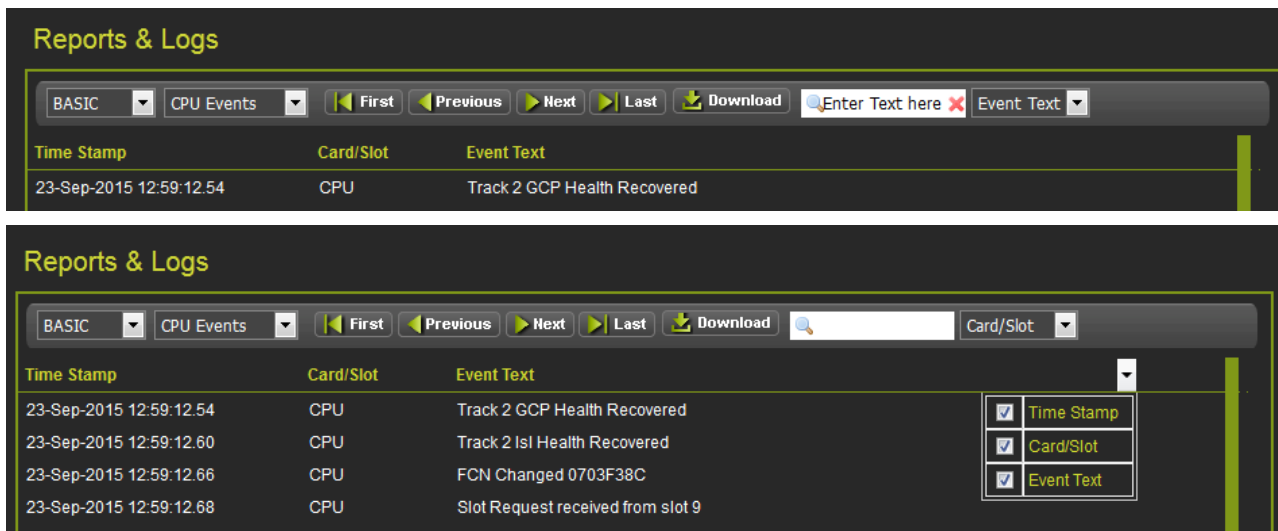 Reports & Logs
BASIC CPU Events First Previous Next Last Download Enter Text here Event Text
Time Stamp Card/Slot Event Text
23-Sep-2015 12:59:12.54 CPU Track 2 GCP Health Recovered
Reports & Logs
BASIC CPU Events First Previous Next Last Download Card/Slot
Time Stamp Card/Slot Event Text
23-Sep-2015 12:59:12.54 CPU Track 2 GCP Health Recovered Time Stamp
23-Sep-2015 12:59:12.60 CPU Track 2 Isl Health Recovered Card/Slot
23-Sep-2015 12:59:12.66 CPU FCN Changed 0703F38C Event Text
23-Sep-2015 12:59:12.68 CPU Slot Request received from slot 9